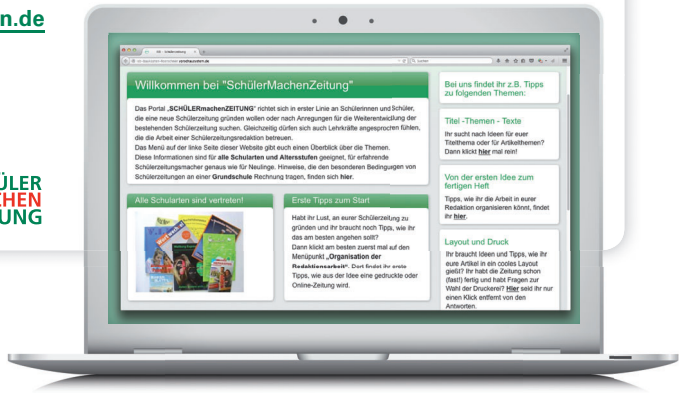 n.de
Willkommen bei "SchülerMachenZeitung"
Das Portal „SCHÜLERmachenZEITUNG" richtet sich in erster Linie an Schülerinnen und Schüler,
die eine neue Schülerzeitung gründen wollen oder nach Anregungen für die Weiterentwicklung der
bestehenden Schülerzeitung suchen. Gleichzeitig dürfen sich auch Lehrkräfte angesprochen fühlen,
die die Arbeit einer Schülerzeitungsredaktion betreuen.
Das Menü auf der linke Seite dieser Website gibt euch einen Überblick über die Themen.
Diese Informationen sind für alle Schularten und Altersstufen geeignet, für erfahrende
Schülerzeitungsmacher genaus wie für Neulinge. Hinweise, die den besonderen Bedingugen von
Schülerzeitungen an einer Grundschule Rechnung tragen, finden sich hier.
Alle Schularten sind vertreten!
Erste Tipps zum Start
Habt ihr Lust, an eurer Schülerzeitung zu
gründen und ihr braucht noch Tipps, wie ihr
das am besten angehen sollt?
Dann klickt am besten zuerst mal auf den
Menüpunkt „Organisation der
Redaktionsarbeit". Dort findet ihr erste
Tipps, wie aus der Idee eine gedruckte oder
Online-Zeitung wird.
Bei uns findet ihr z.B. Tipps
zu folgenden Themen:
Titel -Themen - Texte
Ihr sucht nach Ideen für euer
Titelthema oder für Artikelthemen?
Dann klickt hier mal rein!
Von der ersten Idee zum
fertigen Heft
Tipps, wie ihr die Arbeit in eurer
Redaktion organisieren könnt, findet
ihr hier.
Layout und Druck
Ihr braucht Ideen und Tipps, wie ihr
eure Artikel in ein cooles Layout
gießt? Ihr habt die Zeitung schon
(fast!) fertig und habt Fragen zur
Wahl der Druckerei? Hier seid ihr nur
einen Klick entfernt von den
Antworten.
ÜLER
CHEN
UNG